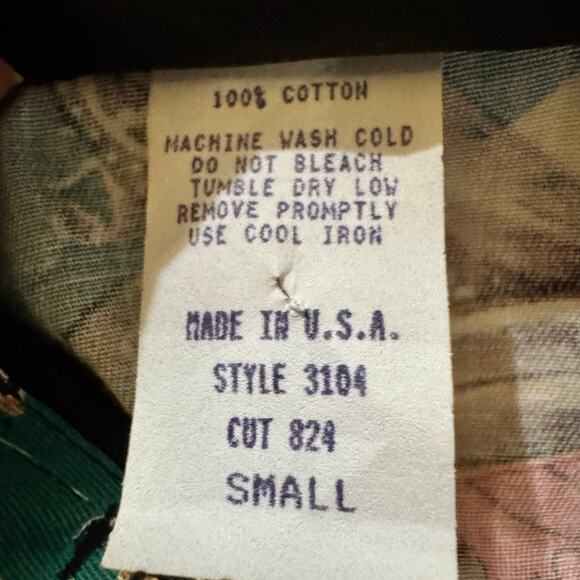 100% COTTON
MACHINE WASH COLD
DO NOT BLEACH
TUMBLE DRY LOW
REMOVE PROMPTLY
USE COOL IRON
MADE IN U.S.A.
STYLE 3104
CUT 824
SMALL